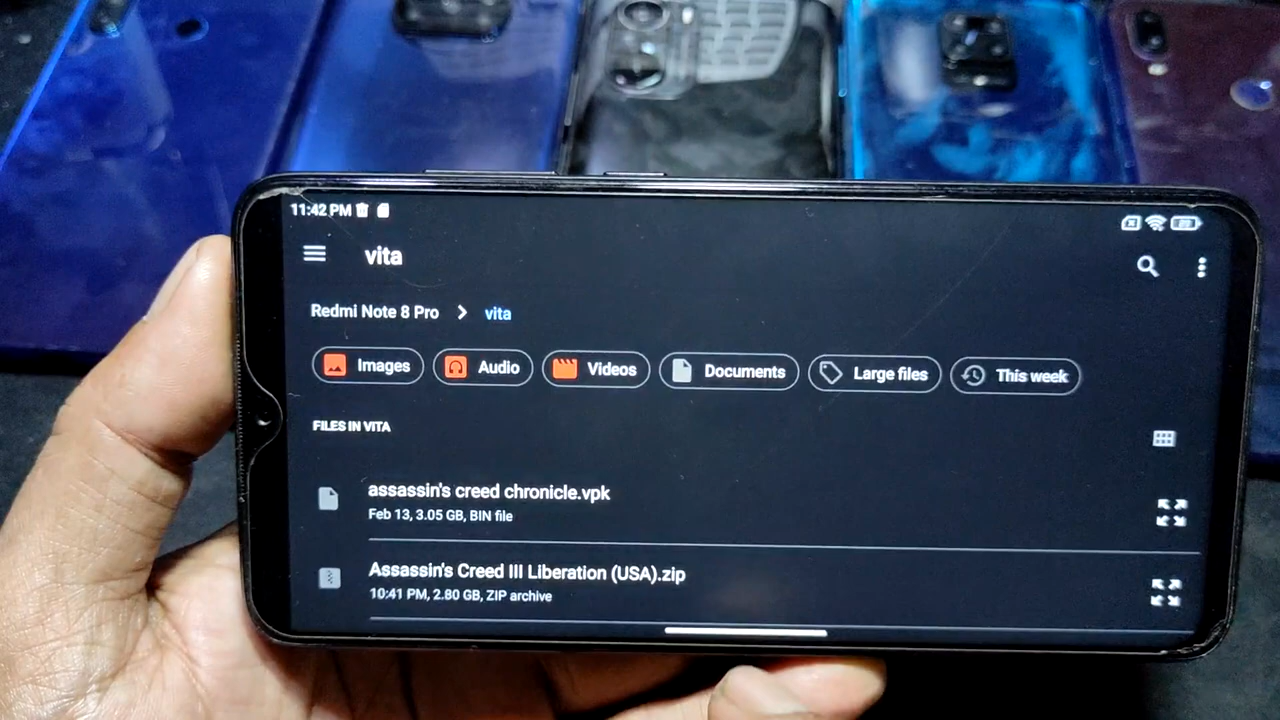 11:42 PM
vita
Redmi Note 8 Pro > vita
Images Audio Videos Documents Large files This week
FILES IN VITA
assassin's creed chronicle.vpk
Feb 13, 3.05 GB, BIN file
Assassin's Creed III Liberation (USA).zip
10:41 PM, 2.80 GB, ZIP archive